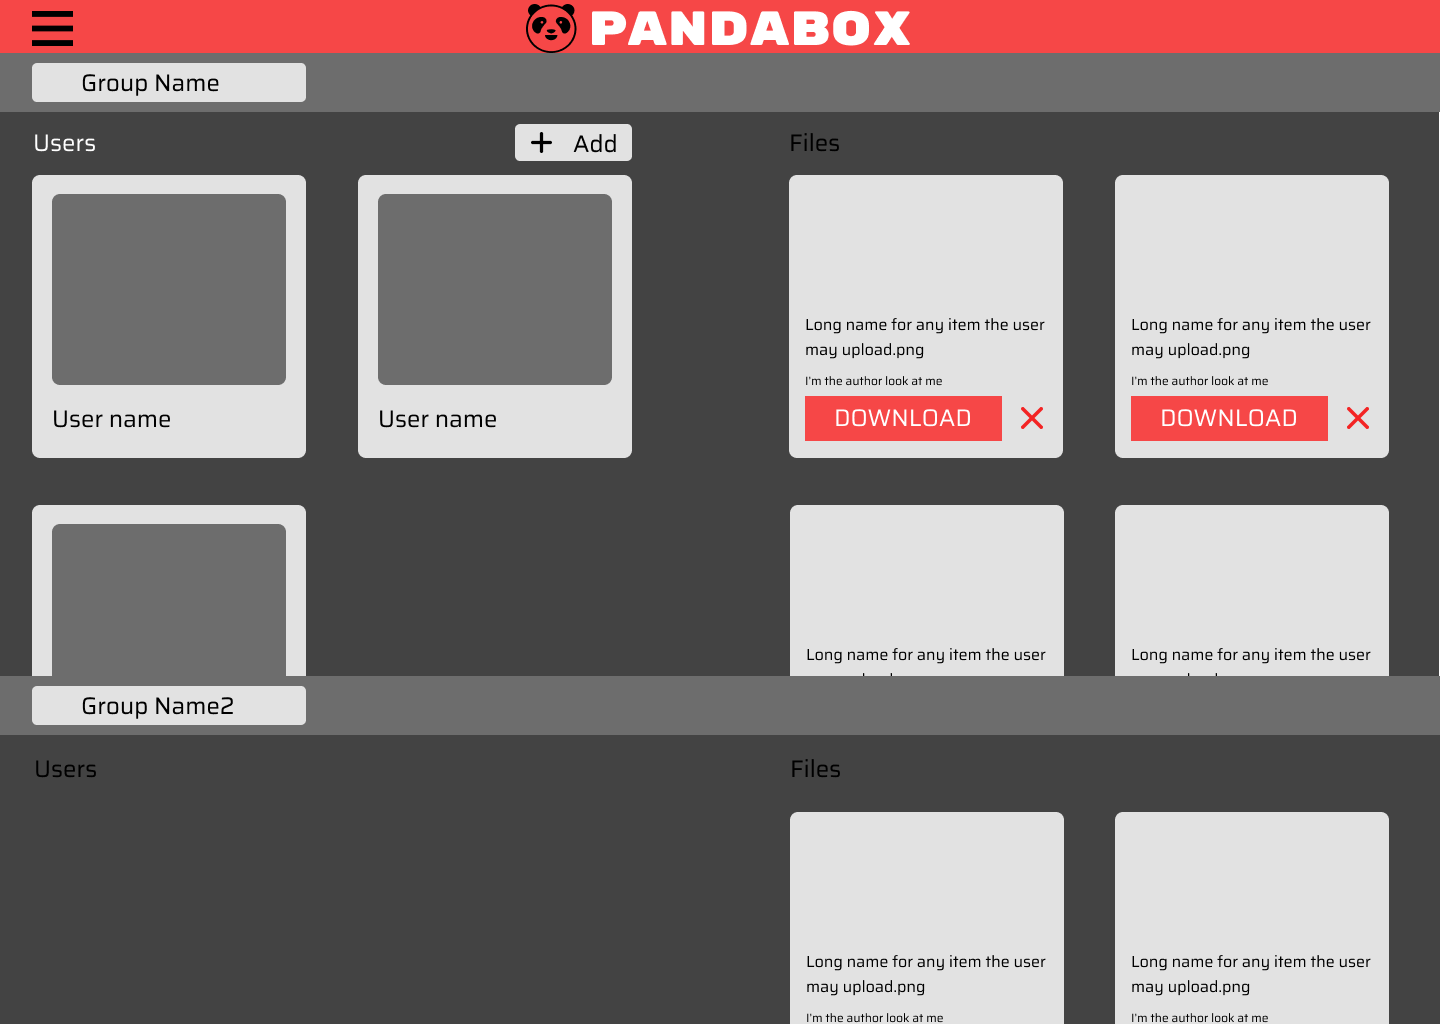 PANDABOX
Group Name
Users
Add
Files
User name
User name
Long name for any item the user
may upload.png
I'm the author look at me
DOWNLOAD
Long name for any item the user
may upload.png
I'm the author look at me
DOWNLOAD
Long name for any item the user
Long name for any item the user
Group Name2
Users
Files
Long name for any item the user
may upload.png
I'm the author look at me
Long name for any item the user
may upload.png
I'm the author look at me